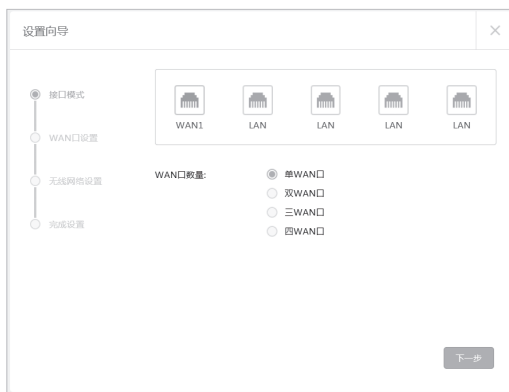 设置向导
接口模式
WAN口设置
无线网络设置
完成设置
WAN1 LAN LAN LAN LAN
WAN口数量:
单WAN口
双WAN口
三WAN口
四WAN口
下一步